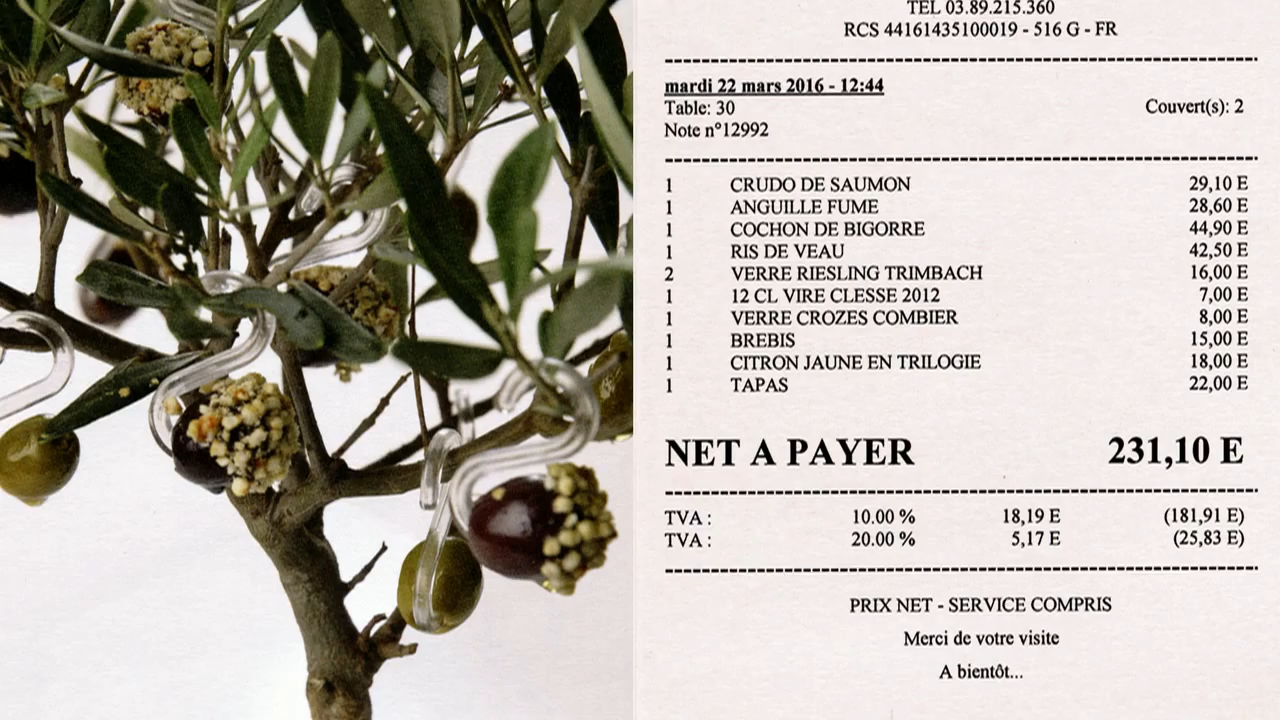 TEL 03.89.215.360
RCS 44161435100019 - 516 G - FR
mardi 22 mars 2016 - 12:44
Table: 30 Couvert(s): 2
Note n°12992
1 CRUDO DE SAUMON 29,10 E
1 ANGUILLE FUME 28,60 E
1 COCHON DE BIGORRE 44,90 E
1 RIS DE VEAU 42,50 E
2 VERRE RIESLING TRIMBACH 16,00 E
1 12 CL VIRE CLESSE 2012 7,00 E
1 VERRE CROZES COMBIER 8,00 E
1 BREBIS 15,00 E
1 CITRON JAUNE EN TRILOGIE 18,00 E
1 TAPAS 22,00 E
NET A PAYER 231,10 E
TVA : 10.00 % 18,19 E (181,91 E)
TVA : 20.00 % 5,17 E (25,83 E)
PRIX NET - SERVICE COMPRIS
Merci de votre visite
A bientôt...